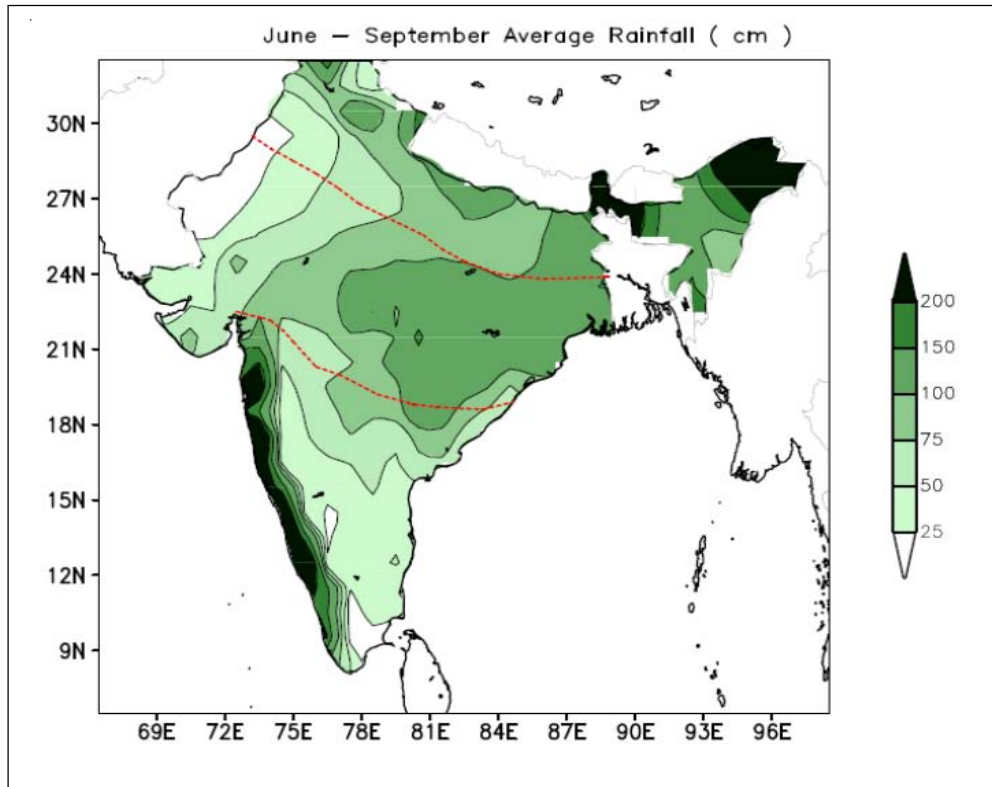 June – September Average Rainfall ( cm )
30N
27N
24N
21N
18N
15N
12N
9N
69E 72E 75E 78E 81E 84E 87E 90E 93E 96E
200
150
100
75
50
25